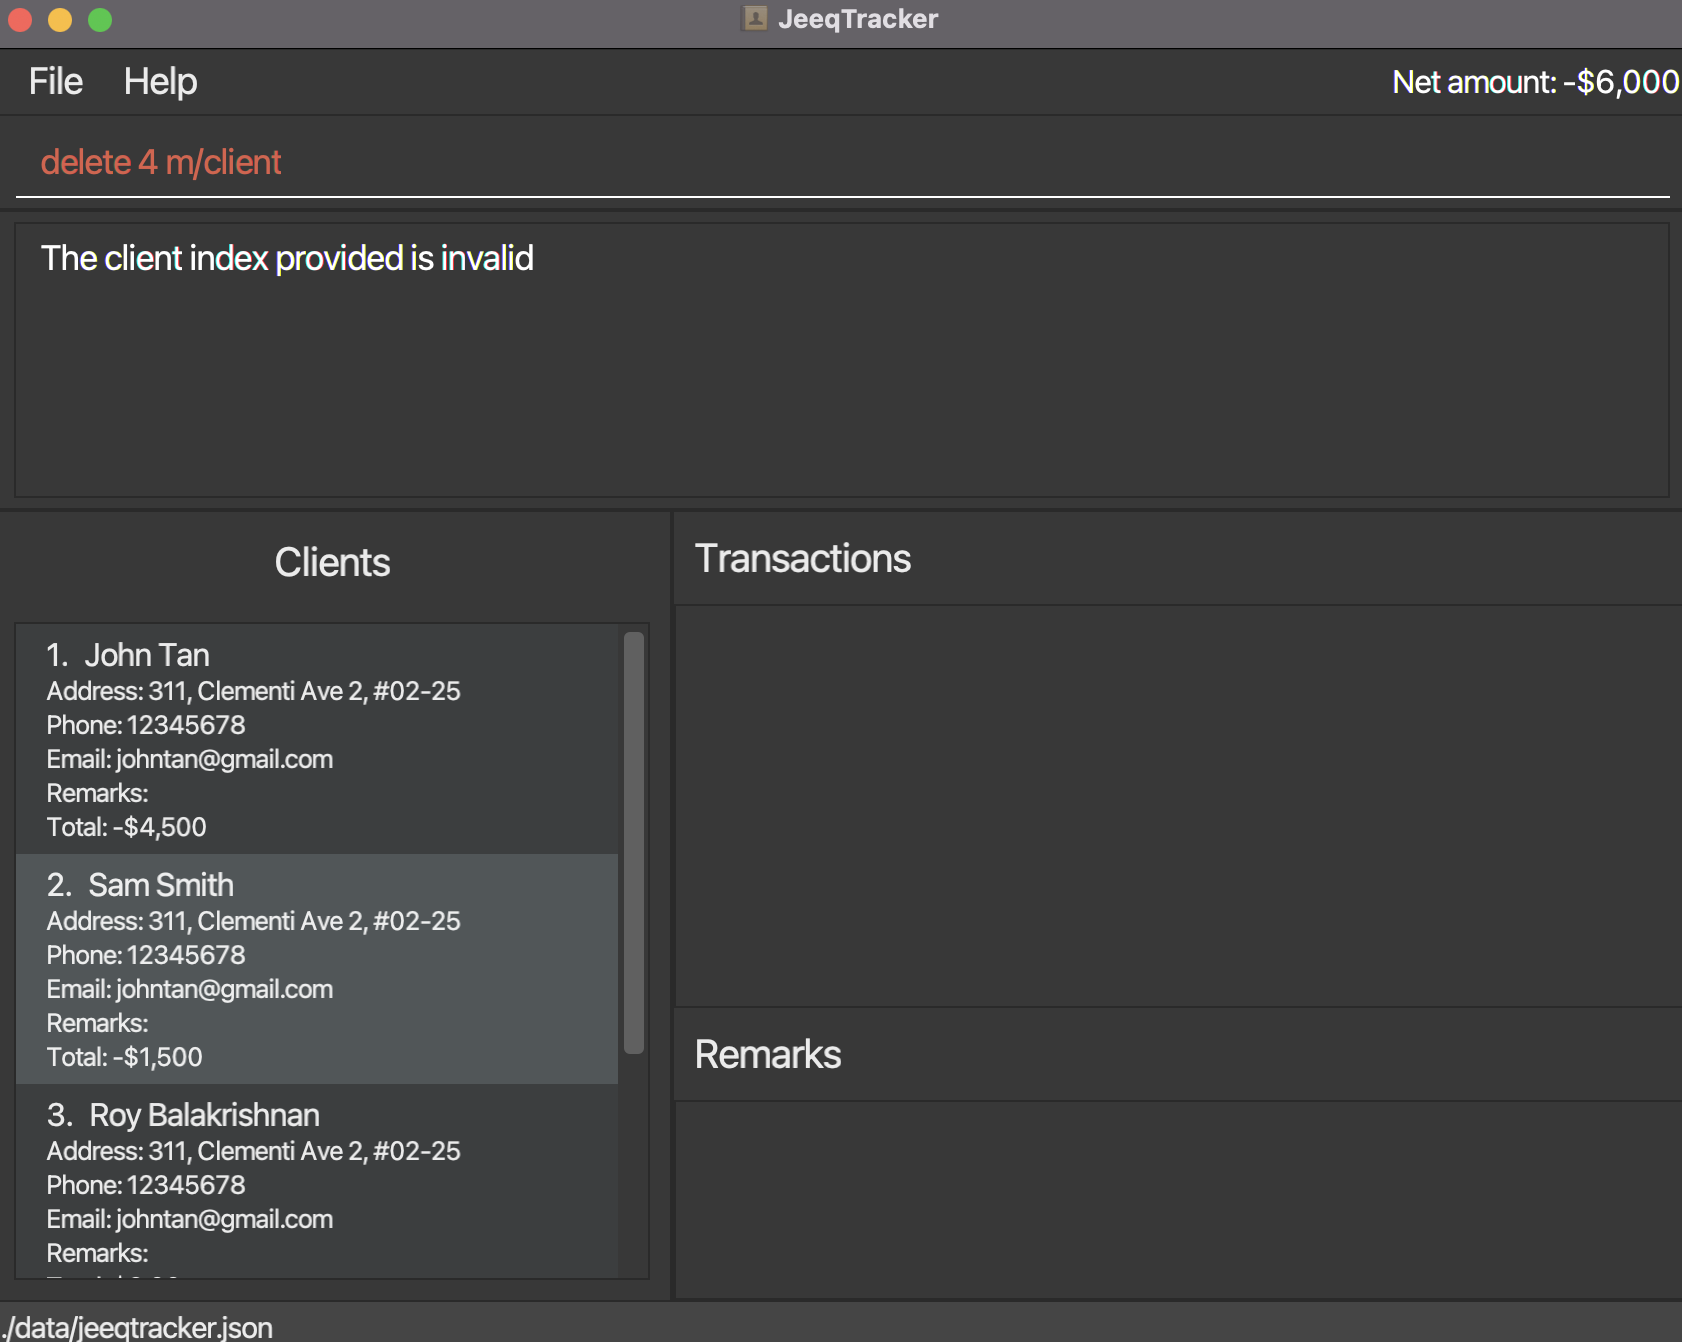 JeeqTracker
File Help Net amount: -$6,000
delete 4 m/client
The client index provided is invalid
Clients
1. John Tan
Address: 311, Clementi Ave 2, #02-25
Phone: 12345678
Email: johntan@gmail.com
Remarks:
Total: -$4,500
2. Sam Smith
Address: 311, Clementi Ave 2, #02-25
Phone: 12345678
Email: johntan@gmail.com
Remarks:
Total: -$1,500
3. Roy Balakrishnan
Address: 311, Clementi Ave 2, #02-25
Phone: 12345678
Email: johntan@gmail.com
Remarks:
Transactions
Remarks
./data/jeeqtracker.json